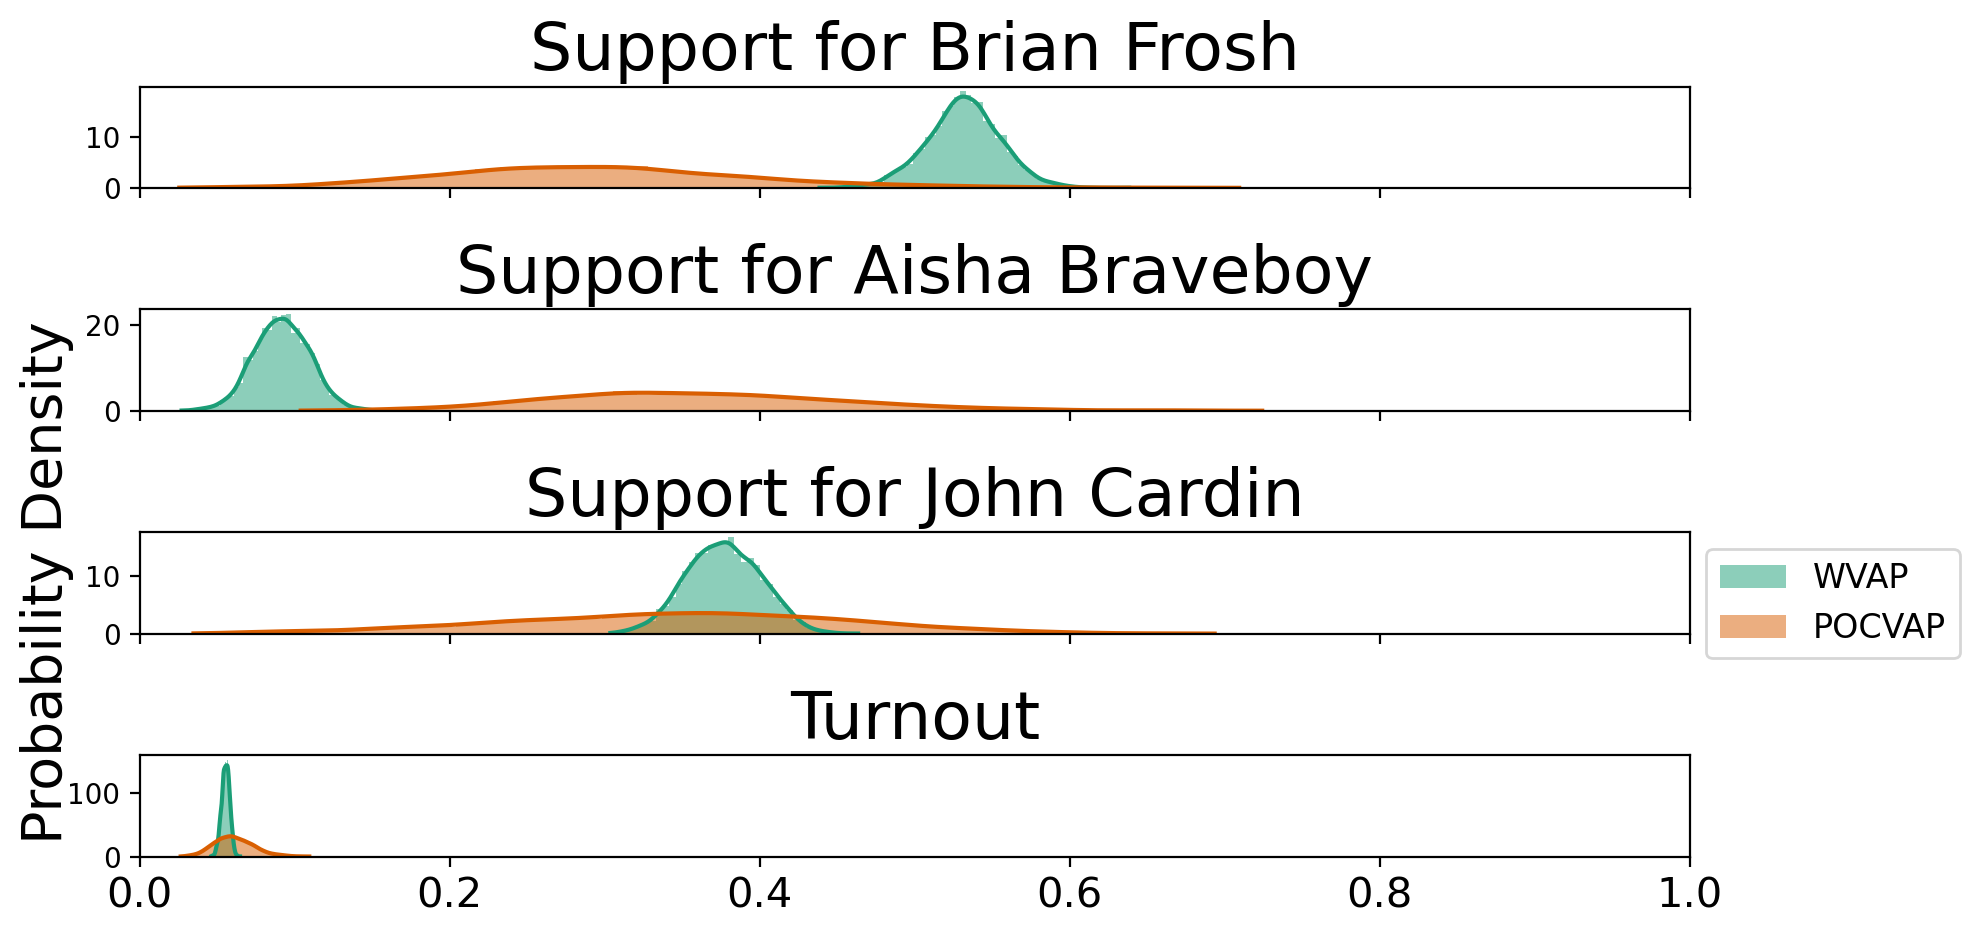 Support for Brian Frosh
10
0
Support for Aisha Braveboy
20
0
Support for John Cardin
10
0
Turnout
100
0
0.0 0.2 0.4 0.6 0.8 1.0
Probability Density
WVAP
POCVAP